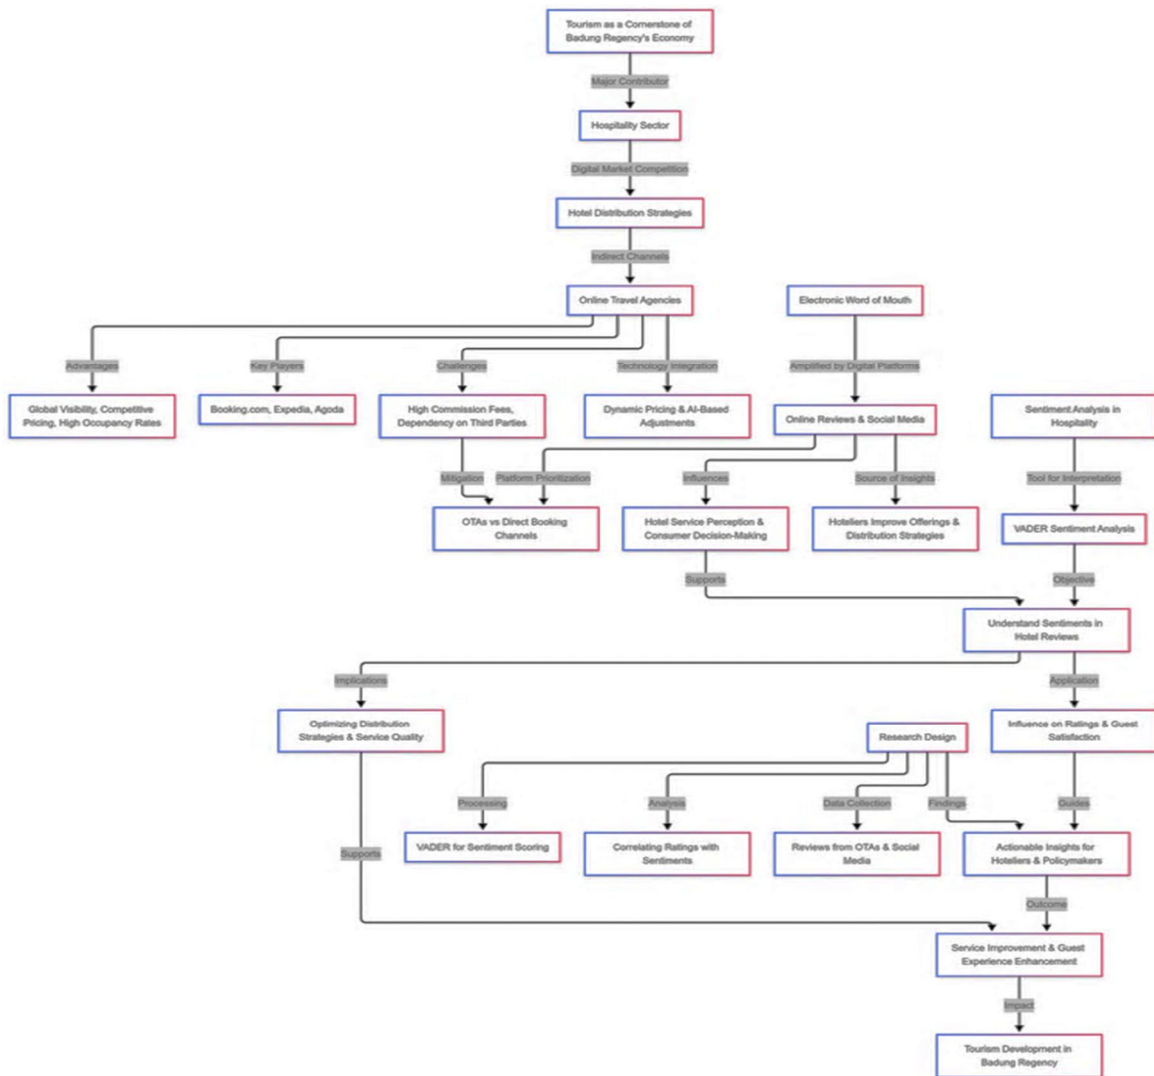 Tourism as a Cornerstone of
Badung Regency's Economy
Major Contributor
Hospitality Sector
Digital Market Competition
Hotel Distribution Strategies
Indirect Channels
Online Travel Agencies
Electronic Word of Mouth
Advantages
Key Players
Challenges
Technology Integration
Amplified by Digital Platforms
Global Visibility, Competitive
Pricing, High Occupancy Rates
Booking.com, Expedia, Agoda
High Commission Fees,
Dependency on Third Parties
Dynamic Pricing & AI-Based
Adjustments
Online Reviews & Social Media
Sentiment Analysis in
Hospitality
Mitigation
Platform Prioritization
Influences
Source of Insights
Tool for Interpretation
OTAs vs Direct Booking
Channels
Hotel Service Perception &
Consumer Decision-Making
Hoteliers Improve Offerings &
Distribution Strategies
VADER Sentiment Analysis
Supports
Objective
Understand Sentiments in
Hotel Reviews
Implications
Application
Optimizing Distribution
Strategies & Service Quality
Research Design
Influence on Ratings & Guest
Satisfaction
Processing
Analysis
Data Collection
Findings
Guides
Supports
VADER for Sentiment Scoring
Correlating Ratings with
Sentiments
Reviews from OTAs & Social
Media
Actionable Insights for
Hoteliers & Policymakers
Outcome
Service Improvement & Guest
Experience Enhancement
Impact
Tourism Development in
Badung Regency